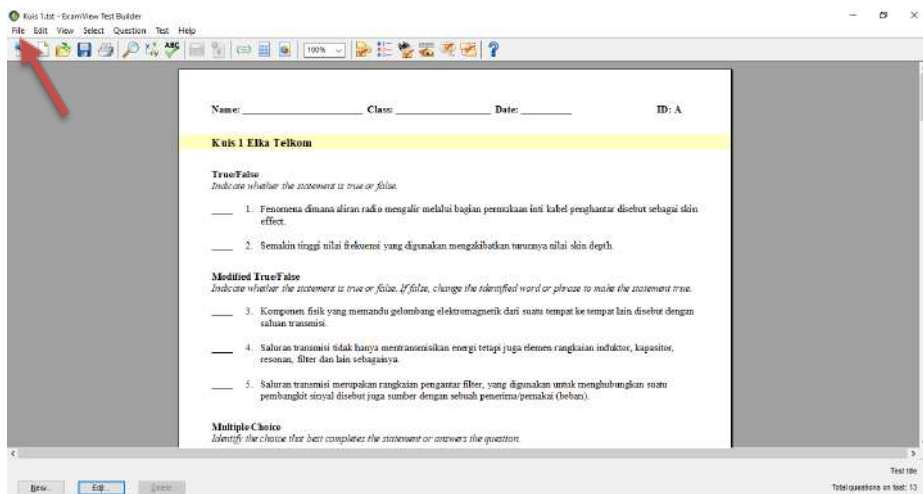 Kuis 1.tst - ExamView Test Builder
File Edit View Select Question Test Help
100%
Name: Class: Date: ID: A
Kuis 1 Elka Telkom
True/False
Indicate whether the statement is true or false.
1. Fenomena dimana aliran radio mengalir melalui bagian permukaan inti kabel penghantar disebut sebagai skin
effect.
2. Semakin tinggi nilai frekuensi yang digunakan mengakibatkan turunnya nilai skin depth.
Modified True/False
Indicate whether the statement is true or false. If false, change the identified word or phrase to make the statement true.
3. Komponen fisik yang memandu gelombang elektromagnetik dari suatu tempat ke tempat lain disebut dengan
saluran transmisi.
4. Saluran transmisi tidak hanya mentransmisikan energi tetapi juga elemen rangkaian induktor, kapasitor,
resonan, filter dan lain sebagainya.
5. Saluran transmisi merupakan rangkaian pengantar filter, yang digunakan untuk menghubungkan suatu
pembangkit sinyal disebut juga sumber dengan sebuah penerima/pemakai (beban).
Multiple Choice
Identify the choice that best completes the statement or answers the question.
Test title
New... Edit... Delete
Total questions on test: 13